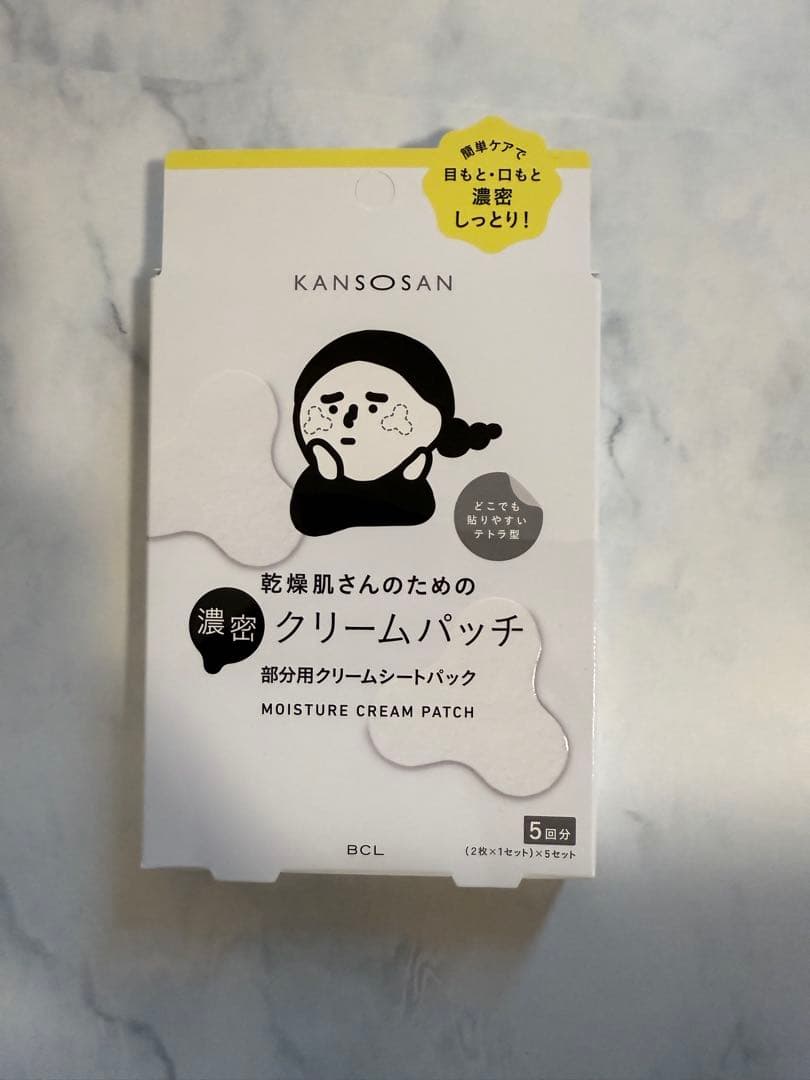 簡単ケアで
目もと・口もと
濃密
しっとり！
KANSOSAN
どこでも
貼りやすい
テトラ型
乾燥肌さんのための
濃密 クリームパッチ
部分用クリームシートパック
MOISTURE CREAM PATCH
5回分
(2枚×1セット)×5セット
BCL